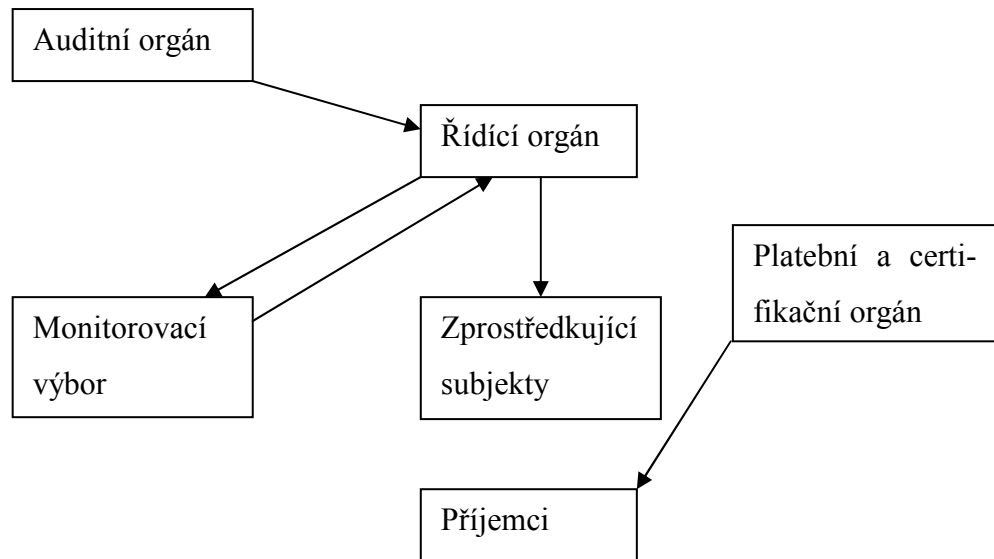 Auditní orgán
Řídící orgán
Platební a certi-
fikační orgán
Monitorovací
výbor
Zprostředkující
subjekty
Příjemci